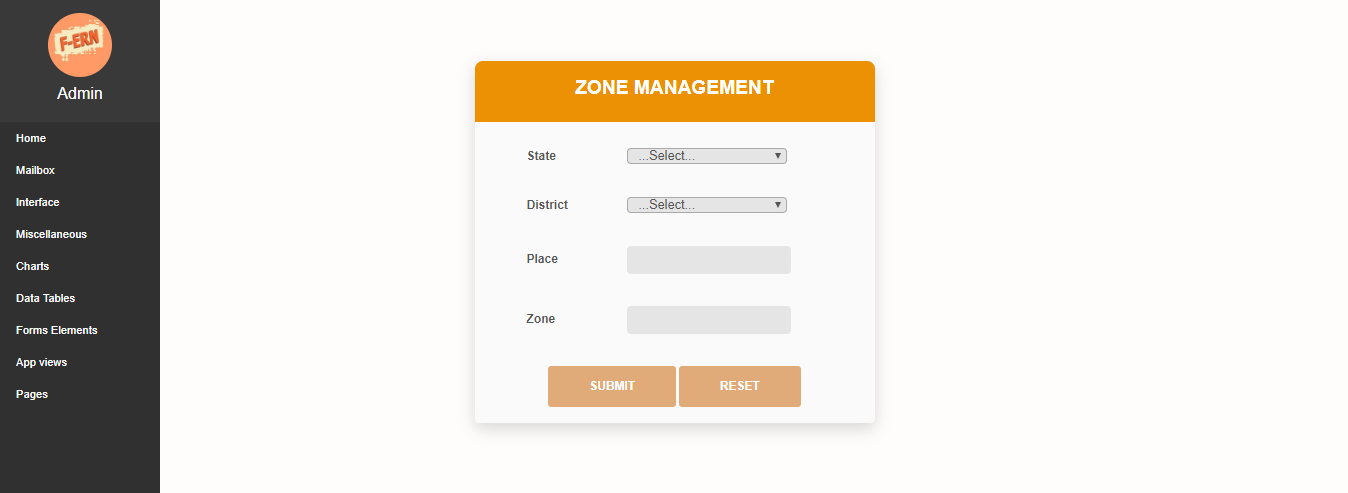 F-ERN
Admin
Home
Mailbox
Interface
Miscellaneous
Charts
Data Tables
Forms Elements
App views
Pages
ZONE MANAGEMENT
State ...Select...
District ...Select...
Place
Zone
SUBMIT RESET